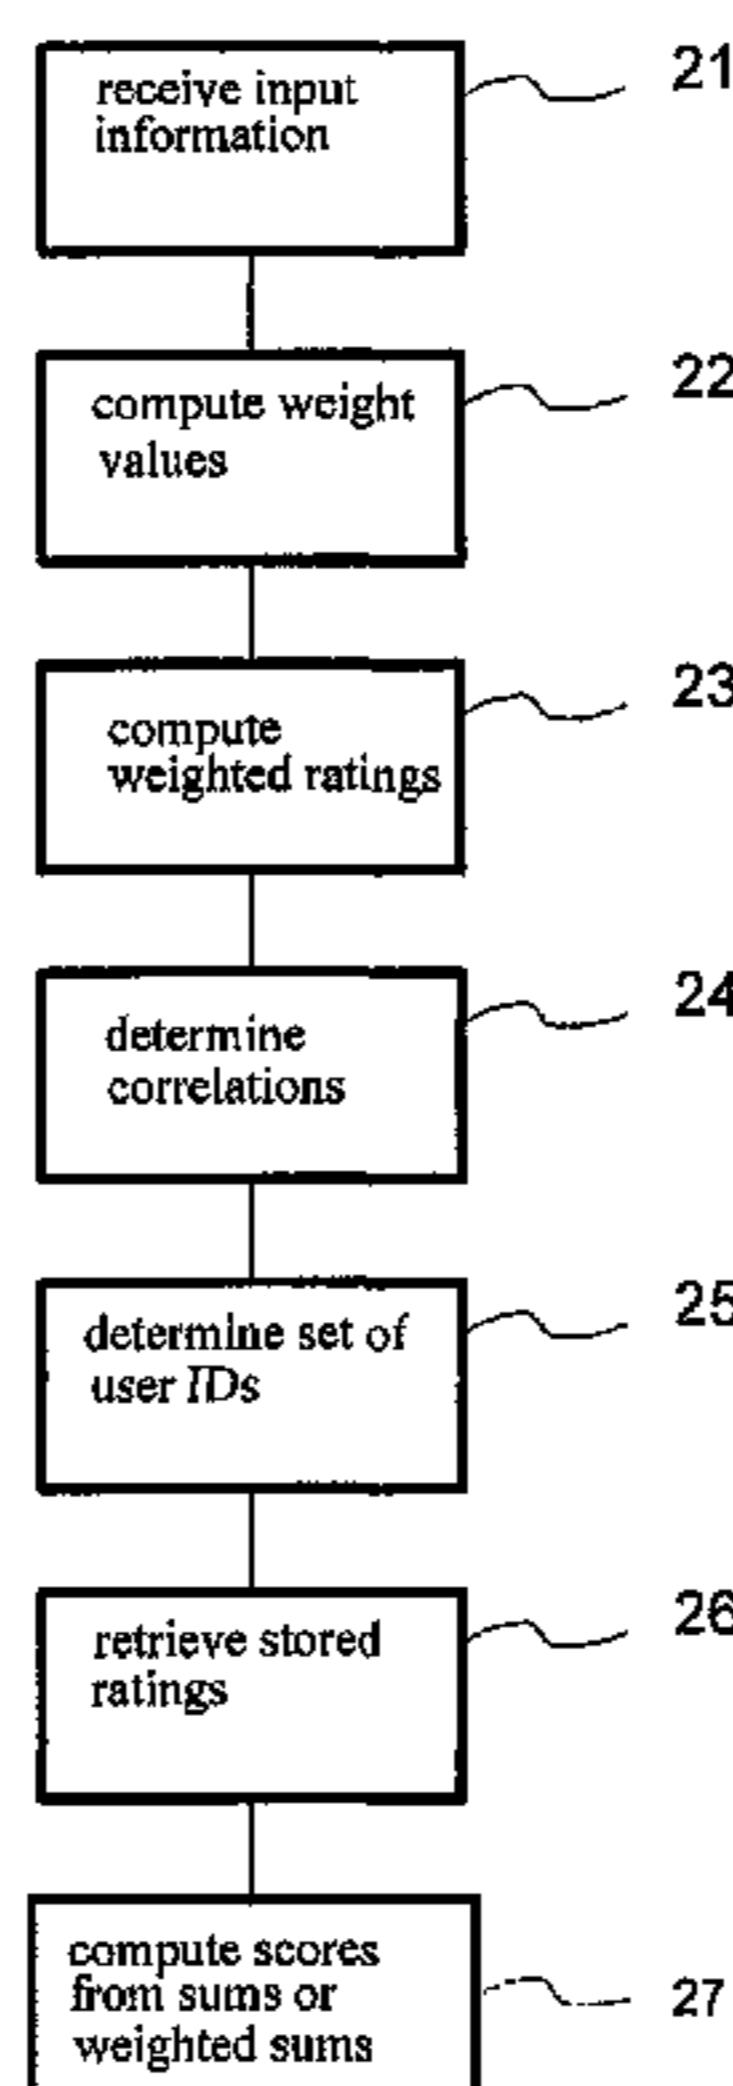 receive input
information
21
compute weight
values
22
compute
weighted ratings
23
determine
correlations
24
determine set of
user IDs
25
retrieve stored
ratings
26
compute scores
from sums or
weighted sums
27